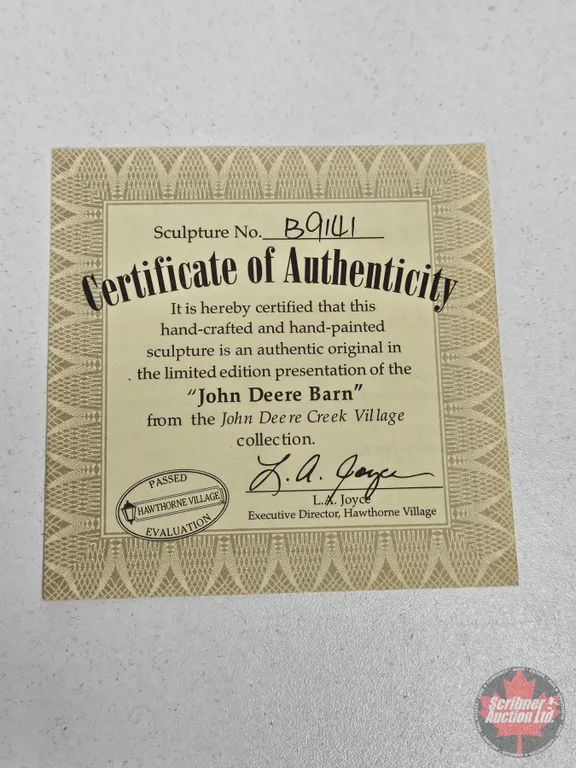 Sculpture No. B9141
Certificate of Authenticity
It is hereby certified that this
hand-crafted and hand-painted
sculpture is an authentic original in
the limited edition presentation of the
"John Deere Barn"
from the John Deere Creek Village
collection.
L. A. Joyce
L.A. Joyce
Executive Director, Hawthorne Village
PASSED
HAWTHORNE VILLAGE
EVALUATION
Scribner
Auction Ltd.